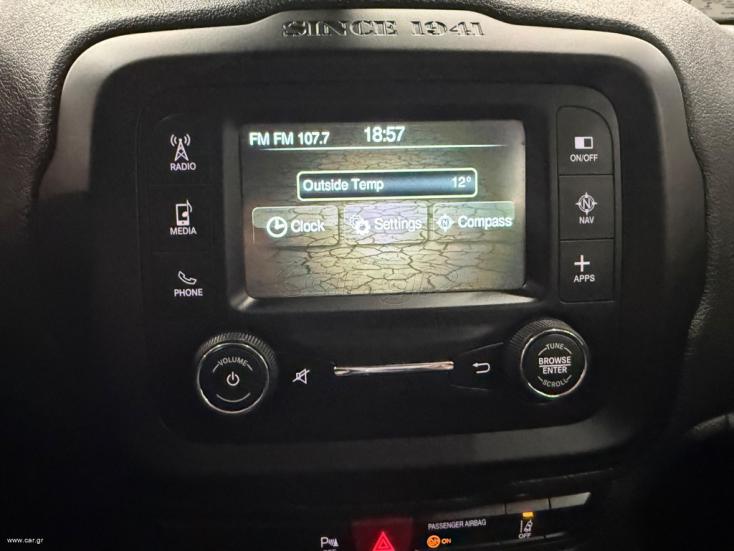 SINCE 1941
FM FM 107.7 18:57
Outside Temp 12°
Clock Settings Compass
RADIO
MEDIA
PHONE
ON/OFF
N
NAV
APPS
VOLUME
TUNE
BROWSE
ENTER
SCROLL
PASSENGER AIRBAG
ON
OFF
www.car.gr